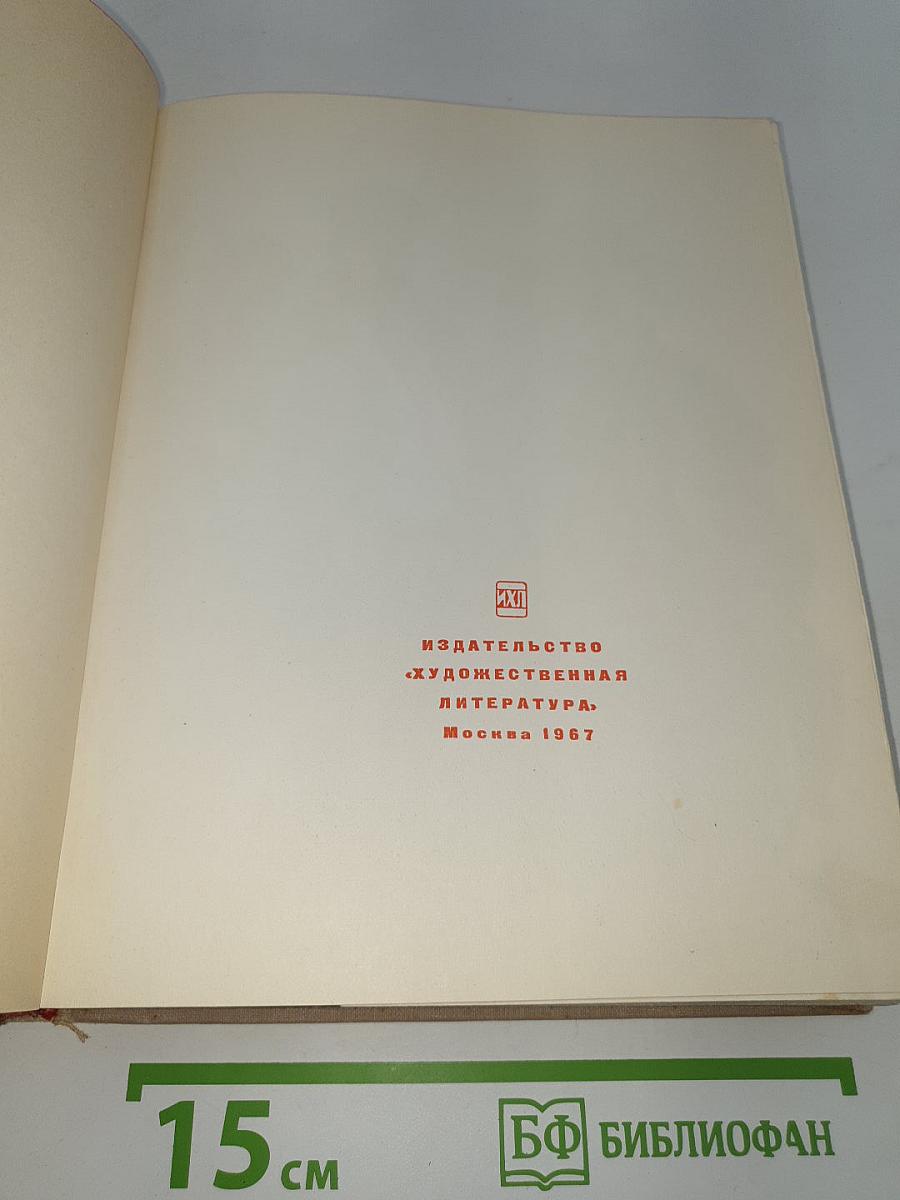 ИХЛ
ИЗДАТЕЛЬСТВО
«ХУДОЖЕСТВЕННАЯ
ЛИТЕРАТУРА»
Москва 1967
15 см
БФ БИБЛИОФАН